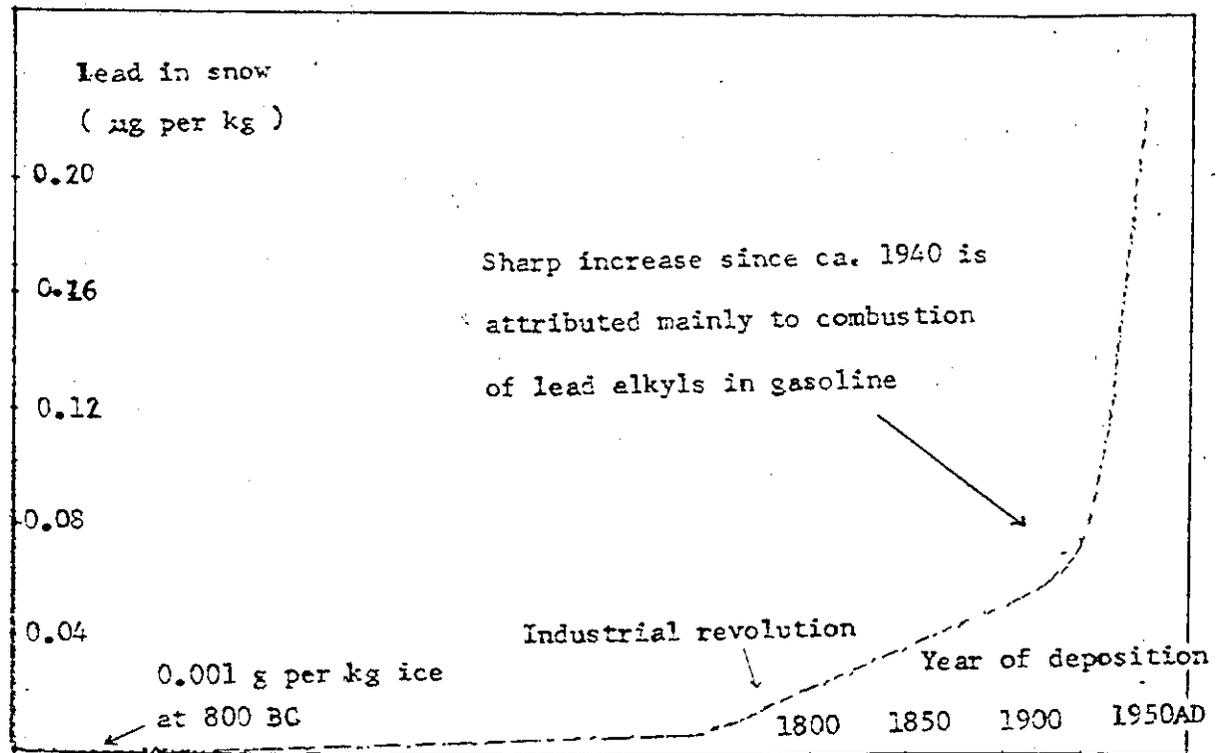 Lead in snow
( µg per kg )
0.20
0.16
0.12
0.08
0.04
Sharp increase since ca. 1940 is
attributed mainly to combustion
of lead alkyls in gasoline
Industrial revolution
Year of deposition
0.001 g per kg ice
at 800 BC
1800 1850 1900 1950AD